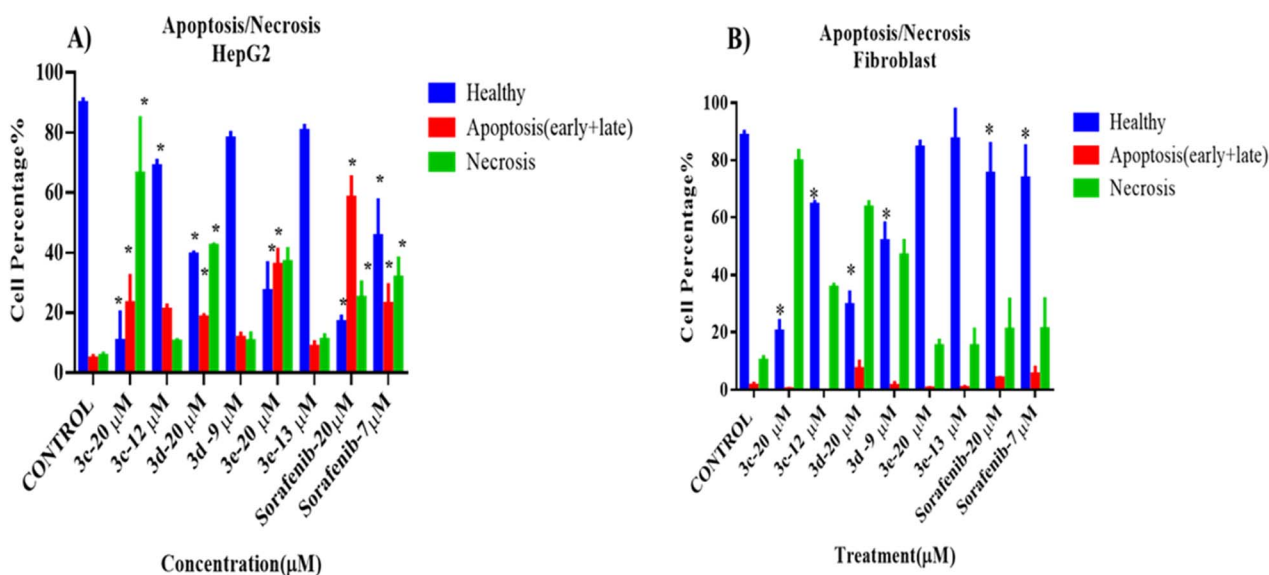 A)
Apoptosis/Necrosis
HepG2
Cell Percentage%
100
80
60
40
20
0
Healthy
Apoptosis(early+late)
Necrosis
CONTROL
3c-20 µM
3c-12 µM
3d-20 µM
3d -9 µM
3c-20 µM
3e-13 µM
Sorafenib-20µM
Sorafenib-7µM
Concentration(µM)
B)
Apoptosis/Necrosis
Fibroblast
Cell Percentage%
100
80
60
40
20
0
Healthy
Apoptosis(early+late)
Necrosis
CONTROL
3c-20 µM
3c-12 µM
3d-20 µM
3d -9 µM
3e-20 µM
3e-13 µM
Sorafenib-20 µM
Sorafenib-7 µM
Treatment(µM)